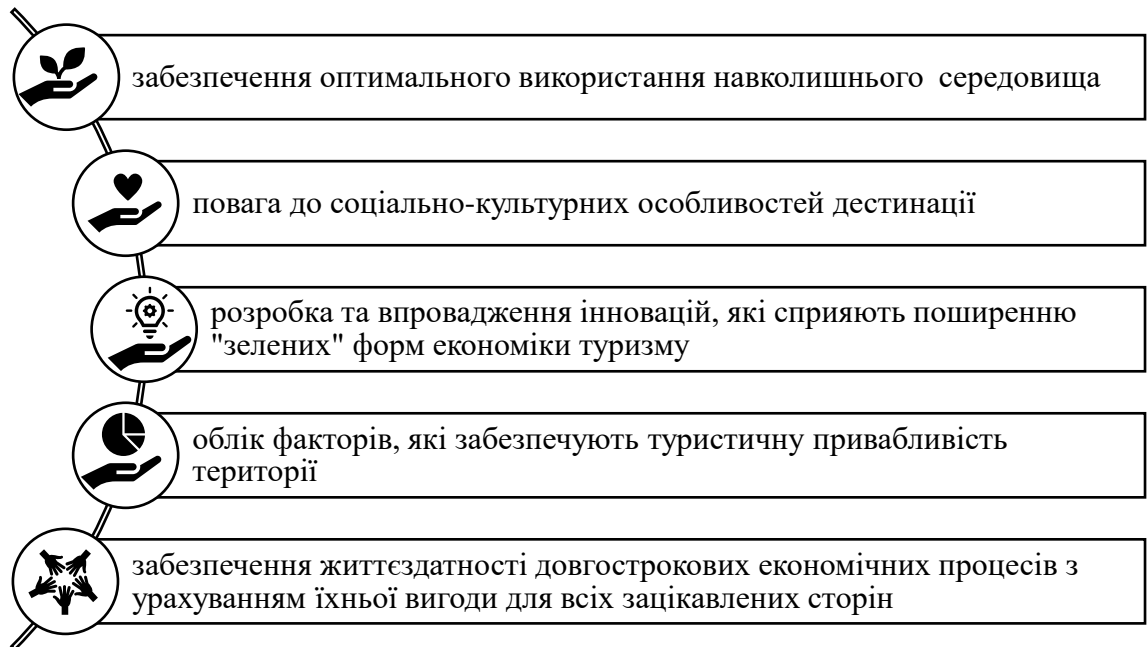 забезпечення оптимального використання навколишнього середовища
повага до соціально-культурних особливостей дестинації
розробка та впровадження інновацій, які сприяють поширенню
"зелених" форм економіки туризму
облік факторів, які забезпечують туристичну привабливість
території
забезпечення життєздатності довгострокових економічних процесів з
урахуванням їхньої вигоди для всіх зацікавлених сторін